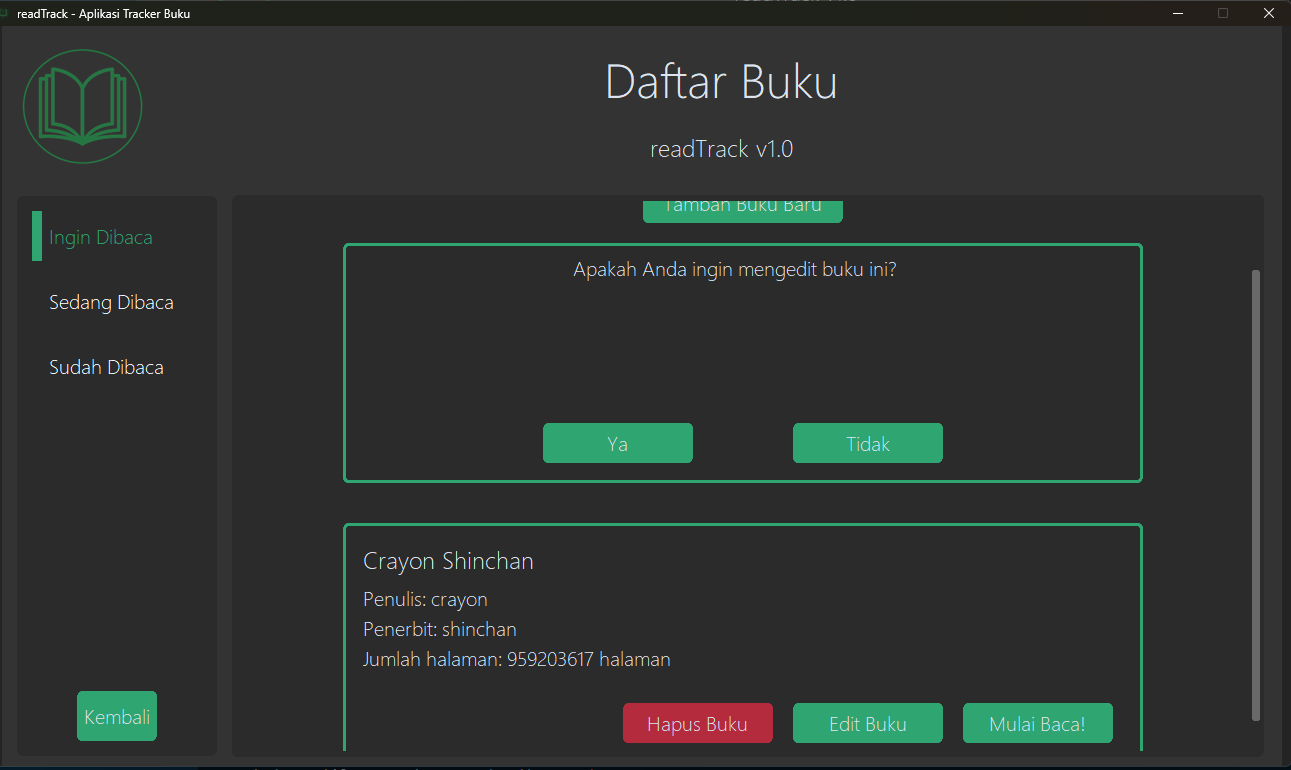 readTrack - Aplikasi Tracker Buku
Daftar Buku
readTrack v1.0
Ingin Dibaca
Sedang Dibaca
Sudah Dibaca
Kembali
Tambah Buku Baru
Apakah Anda ingin mengedit buku ini?
Ya
Tidak
Crayon Shinchan
Penulis: crayon
Penerbit: shinchan
Jumlah halaman: 959203617 halaman
Hapus Buku
Edit Buku
Mulai Baca!